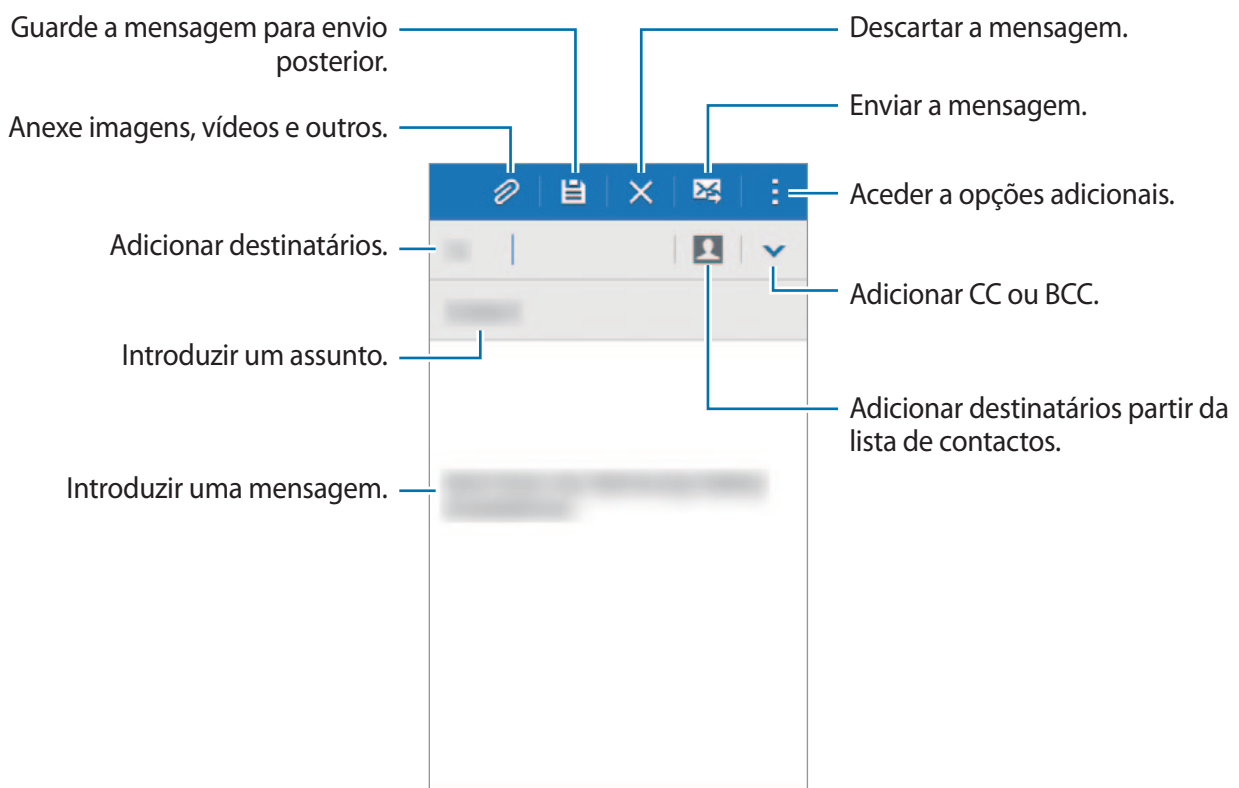 Guarde a mensagem para envio
posterior.
Anexe imagens, vídeos e outros.
Adicionar destinatários.
Introduzir um assunto.
Introduzir uma mensagem.
Descartar a mensagem.
Enviar a mensagem.
Aceder a opções adicionais.
Adicionar CC ou BCC.
Adicionar destinatários partir da
lista de contactos.